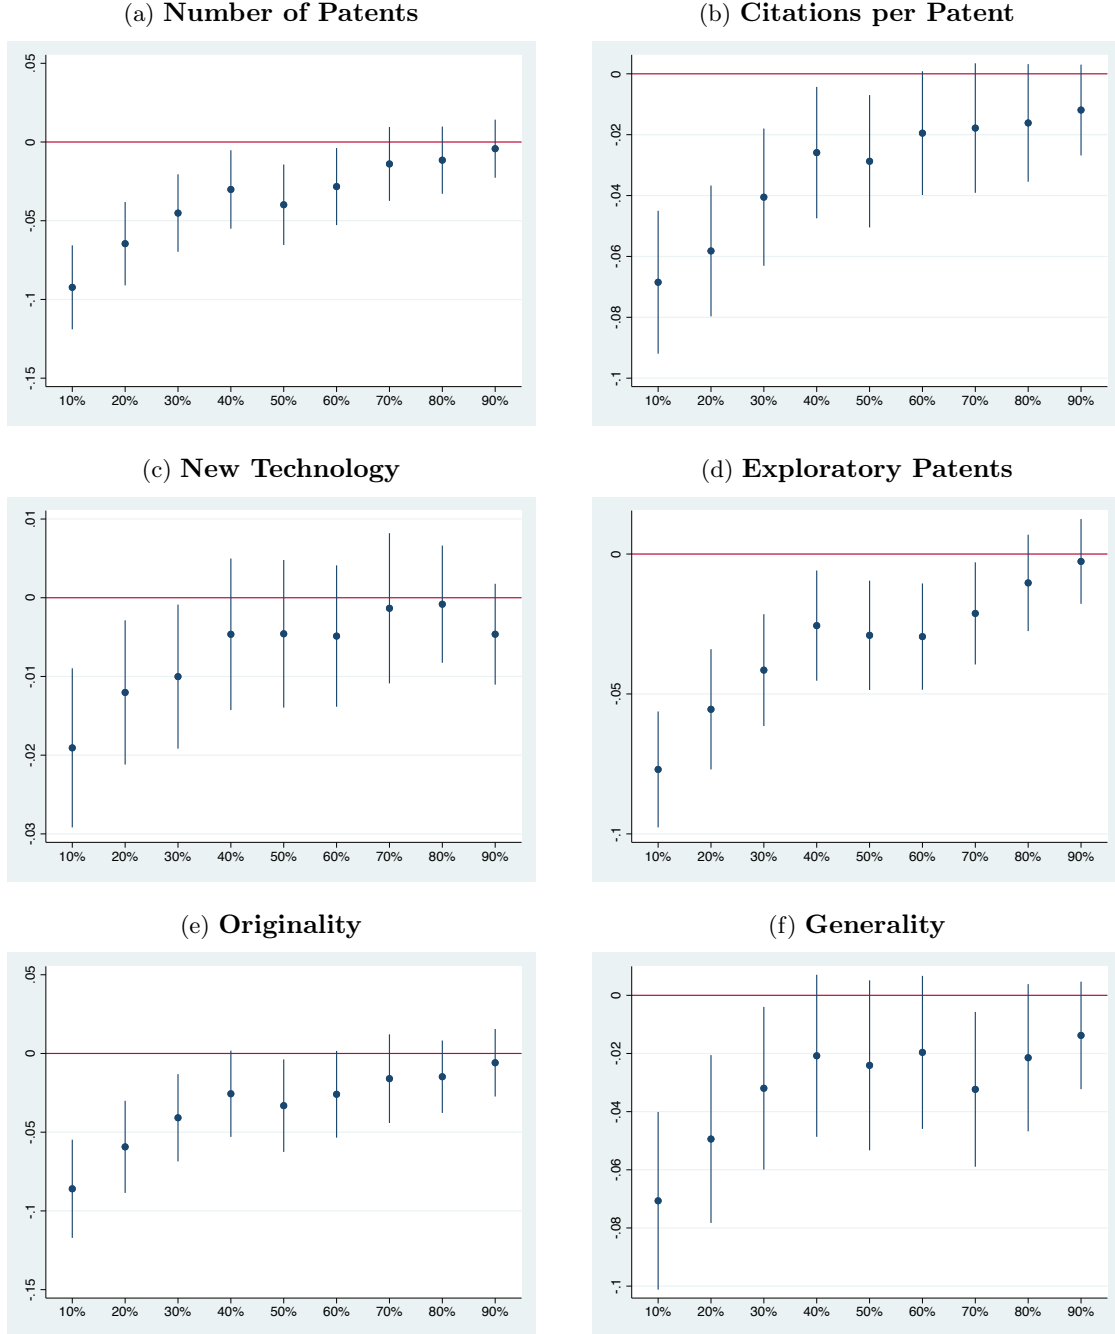 (a) Number of Patents
.05
0
-.05
-.1
-.15
10% 20% 30% 40% 50% 60% 70% 80% 90%
(b) Citations per Patent
0
-.02
-.04
-.06
-.08
-.1
10% 20% 30% 40% 50% 60% 70% 80% 90%
(c) New Technology
.01
0
-.01
-.02
-.03
10% 20% 30% 40% 50% 60% 70% 80% 90%
(d) Exploratory Patents
0
-.05
-.1
10% 20% 30% 40% 50% 60% 70% 80% 90%
(e) Originality
.05
0
-.05
-.1
-.15
10% 20% 30% 40% 50% 60% 70% 80% 90%
(f) Generality
0
-.02
-.04
-.06
-.08
-.1
10% 20% 30% 40% 50% 60% 70% 80% 90%